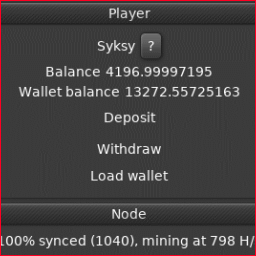 Player
Syksy ?
Balance 4196.99997195
Wallet balance 13272.55725163
Deposit
Withdraw
Load wallet
Node
100% synced (1040), mining at 798 H/